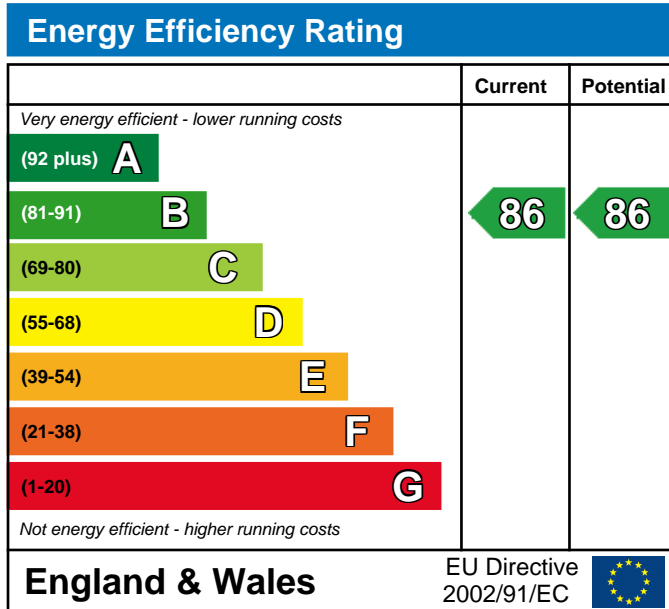 Energy Efficiency Rating
Current Potential
Very energy efficient - lower running costs
(92 plus) A
(81-91) B 86 86
(69-80) C
(55-68) D
(39-54) E
(21-38) F
(1-20) G
Not energy efficient - higher running costs
England & Wales
EU Directive
2002/91/EC